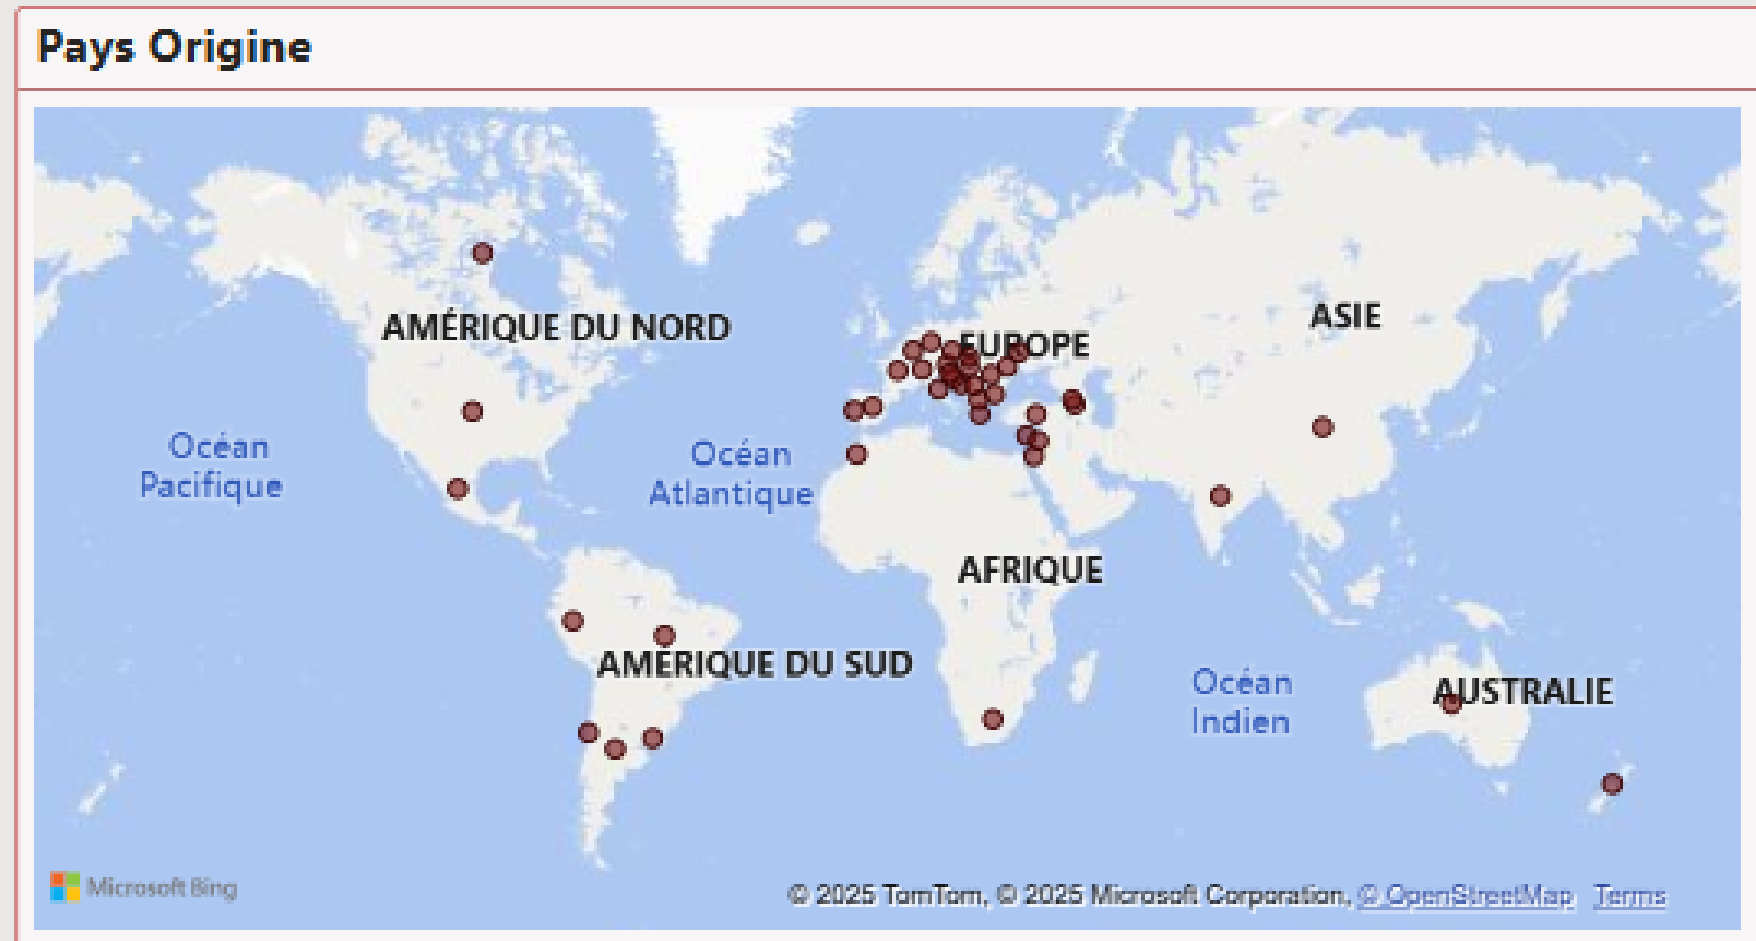 Pays Origine
AMÉRIQUE DU NORD
EUROPE
ASIE
Océan
Pacifique
Océan
Atlantique
AFRIQUE
AMÉRIQUE DU SUD
Océan
Indien
AUSTRALIE
Microsoft Bing
© 2025 TomTom, © 2025 Microsoft Corporation, © OpenStreetMap Terms